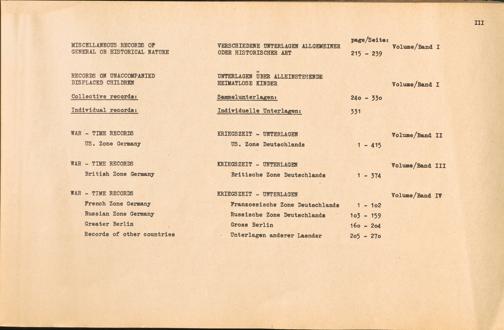 III
page/Seite:
MISCELLANEOUS RECORDS OF VERSCHIEDENE UNTERLAGEN ALLGEMEINER Volume/Band I
GENERAL OR HISTORICAL NATURE ODER HISTORISCHER ART 215 - 239
RECORDS ON UNACCOMPANIED UNTERLAGEN ÜBER ALLEINSTEHENDE
DISPLACED CHILDREN HEIMATLOSE KINDER Volume/Band I
Collective records: Sammelunterlagen: 24o - 33o
Individual records: Individuelle Unterlagen: 331
WAR - TIME RECORDS KRIEGSZEIT - UNTERLAGEN Volume/Band II
US. Zone Germany US. Zone Deutschlands 1 - 415
WAR - TIME RECORDS KRIEGSZEIT - UNTERLAGEN Volume/Band III
British Zone Germany Britische Zone Deutschlands 1 - 374
WAR - TIME RECORDS KRIEGSZEIT - UNTERLAGEN Volume/Band IV
French Zone Germany Franzoesische Zone Deutschlands 1 - 1o2
Russian Zone Germany Russische Zone Deutschlands 1o3 - 159
Greater Berlin Gross Berlin 16o - 2o4
Records of other countries Unterlagen anderer Laender 2o5 - 27o